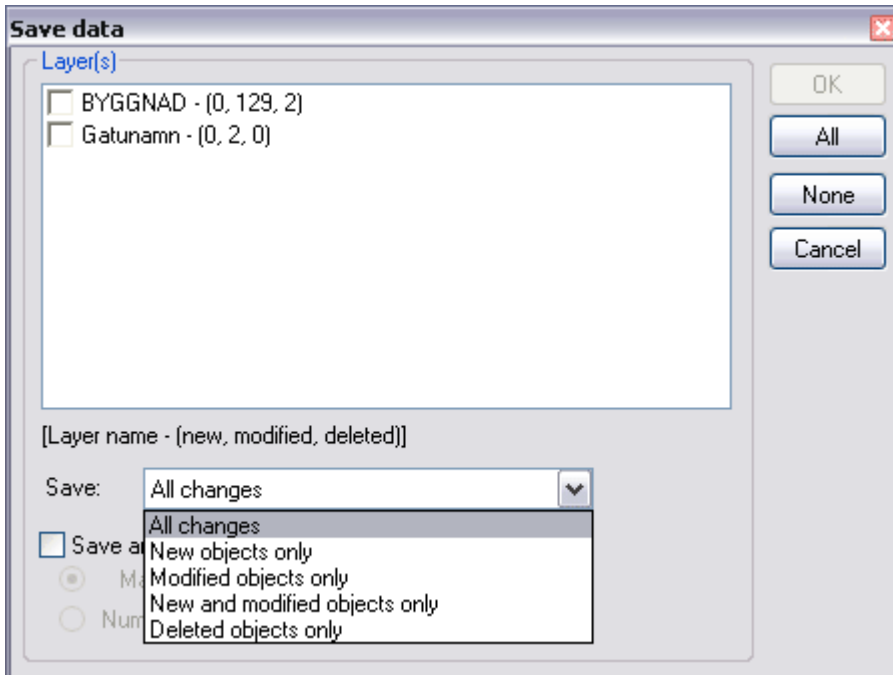 Save data
Layer(s)
BYGGNAD - (0, 129, 2)
Gatunamn - (0, 2, 0)
OK
All
None
Cancel
[Layer name - (new, modified, deleted)]
Save:
All changes
All changes
New objects only
Modified objects only
New and modified objects only
Deleted objects only
Save